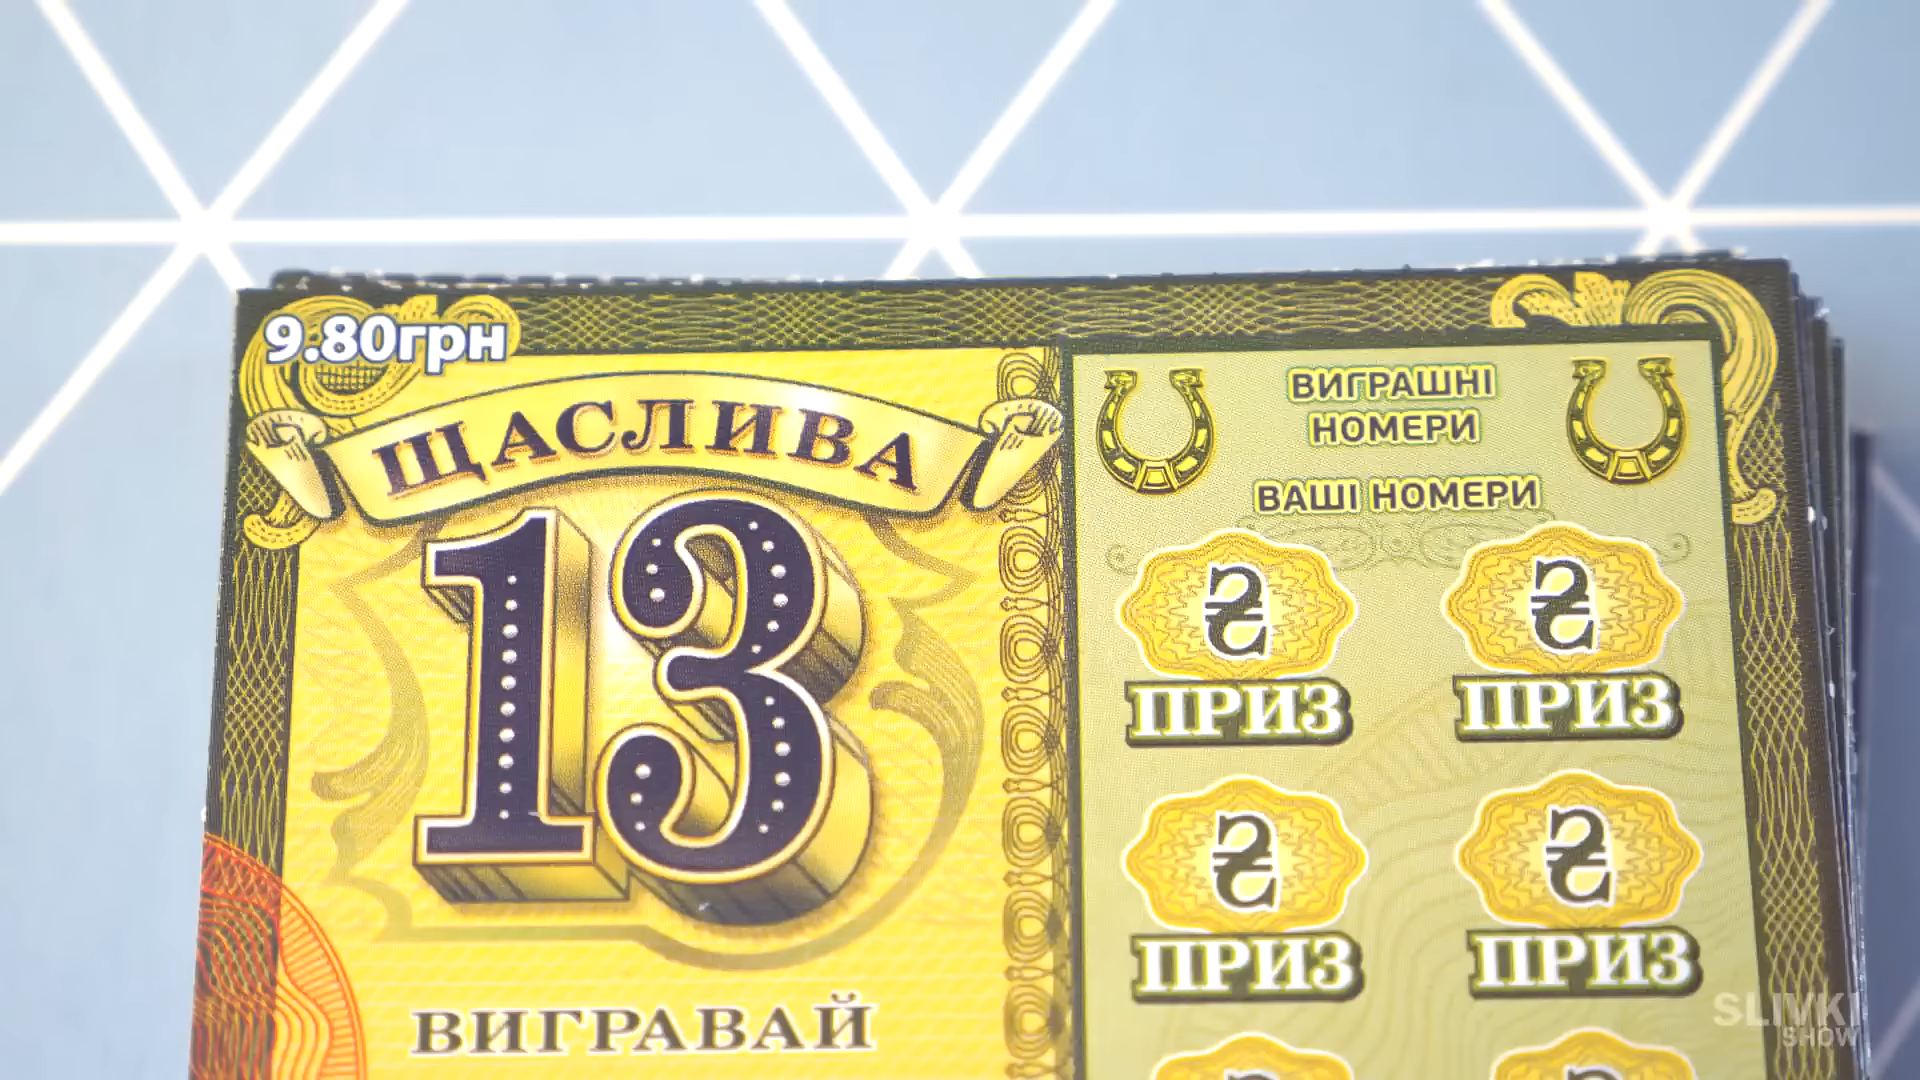 9.80грн
ЩАСЛИВА
13
ВИГРАВАЙ
ВИГРАШНІ
НОМЕРИ
ВАШІ НОМЕРИ
₴ ₴
ПРИЗ ПРИЗ
₴ ₴
ПРИЗ ПРИЗ
₴ ₴
SLIVKI
SHOW